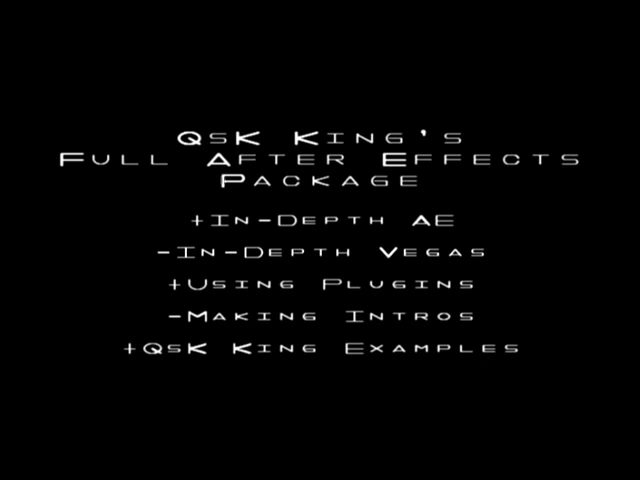 QsK King's
Full After Effects
Package
+In-Depth AE
-In-Depth Vegas
+Using Plugins
-Making Intros
+QsK King Examples